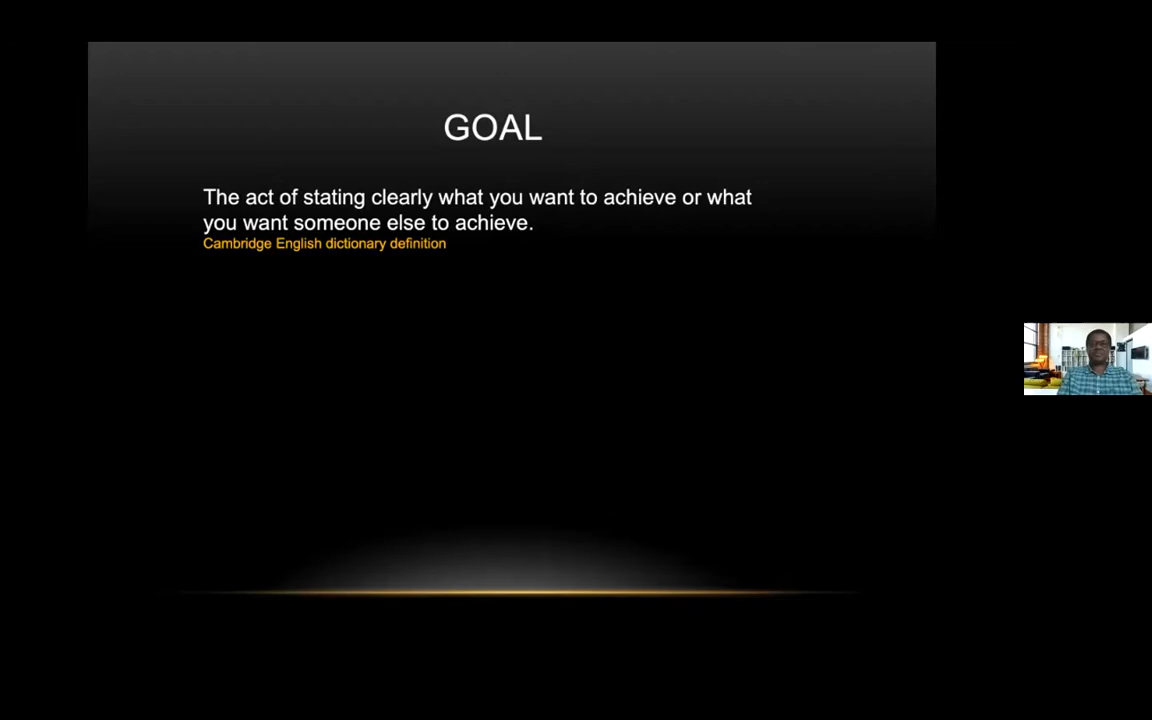 GOAL
The act of stating clearly what you want to achieve or what
you want someone else to achieve.
Cambridge English dictionary definition